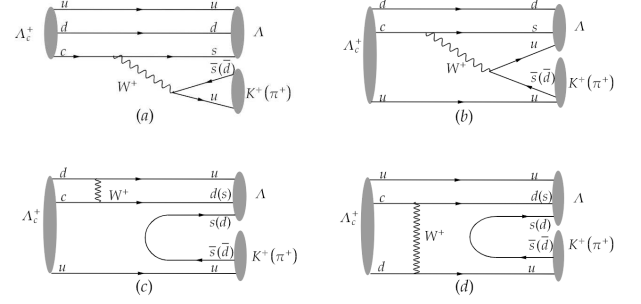 u u
d d
Λc+ Λ
c s
W+ s̄(d̄)
u K+(π+)
(a)
d d
c s
Λc+ u Λ
W+ s̄(d̄)
K+(π+)
u u
(b)
d u
c W+ d(s) Λ
Λc+ s(d)
s̄(d̄) K+(π+)
u u
(c)
u u
c d(s) Λ
Λc+ s(d)
W+ s̄(d̄) K+(π+)
d u
(d)